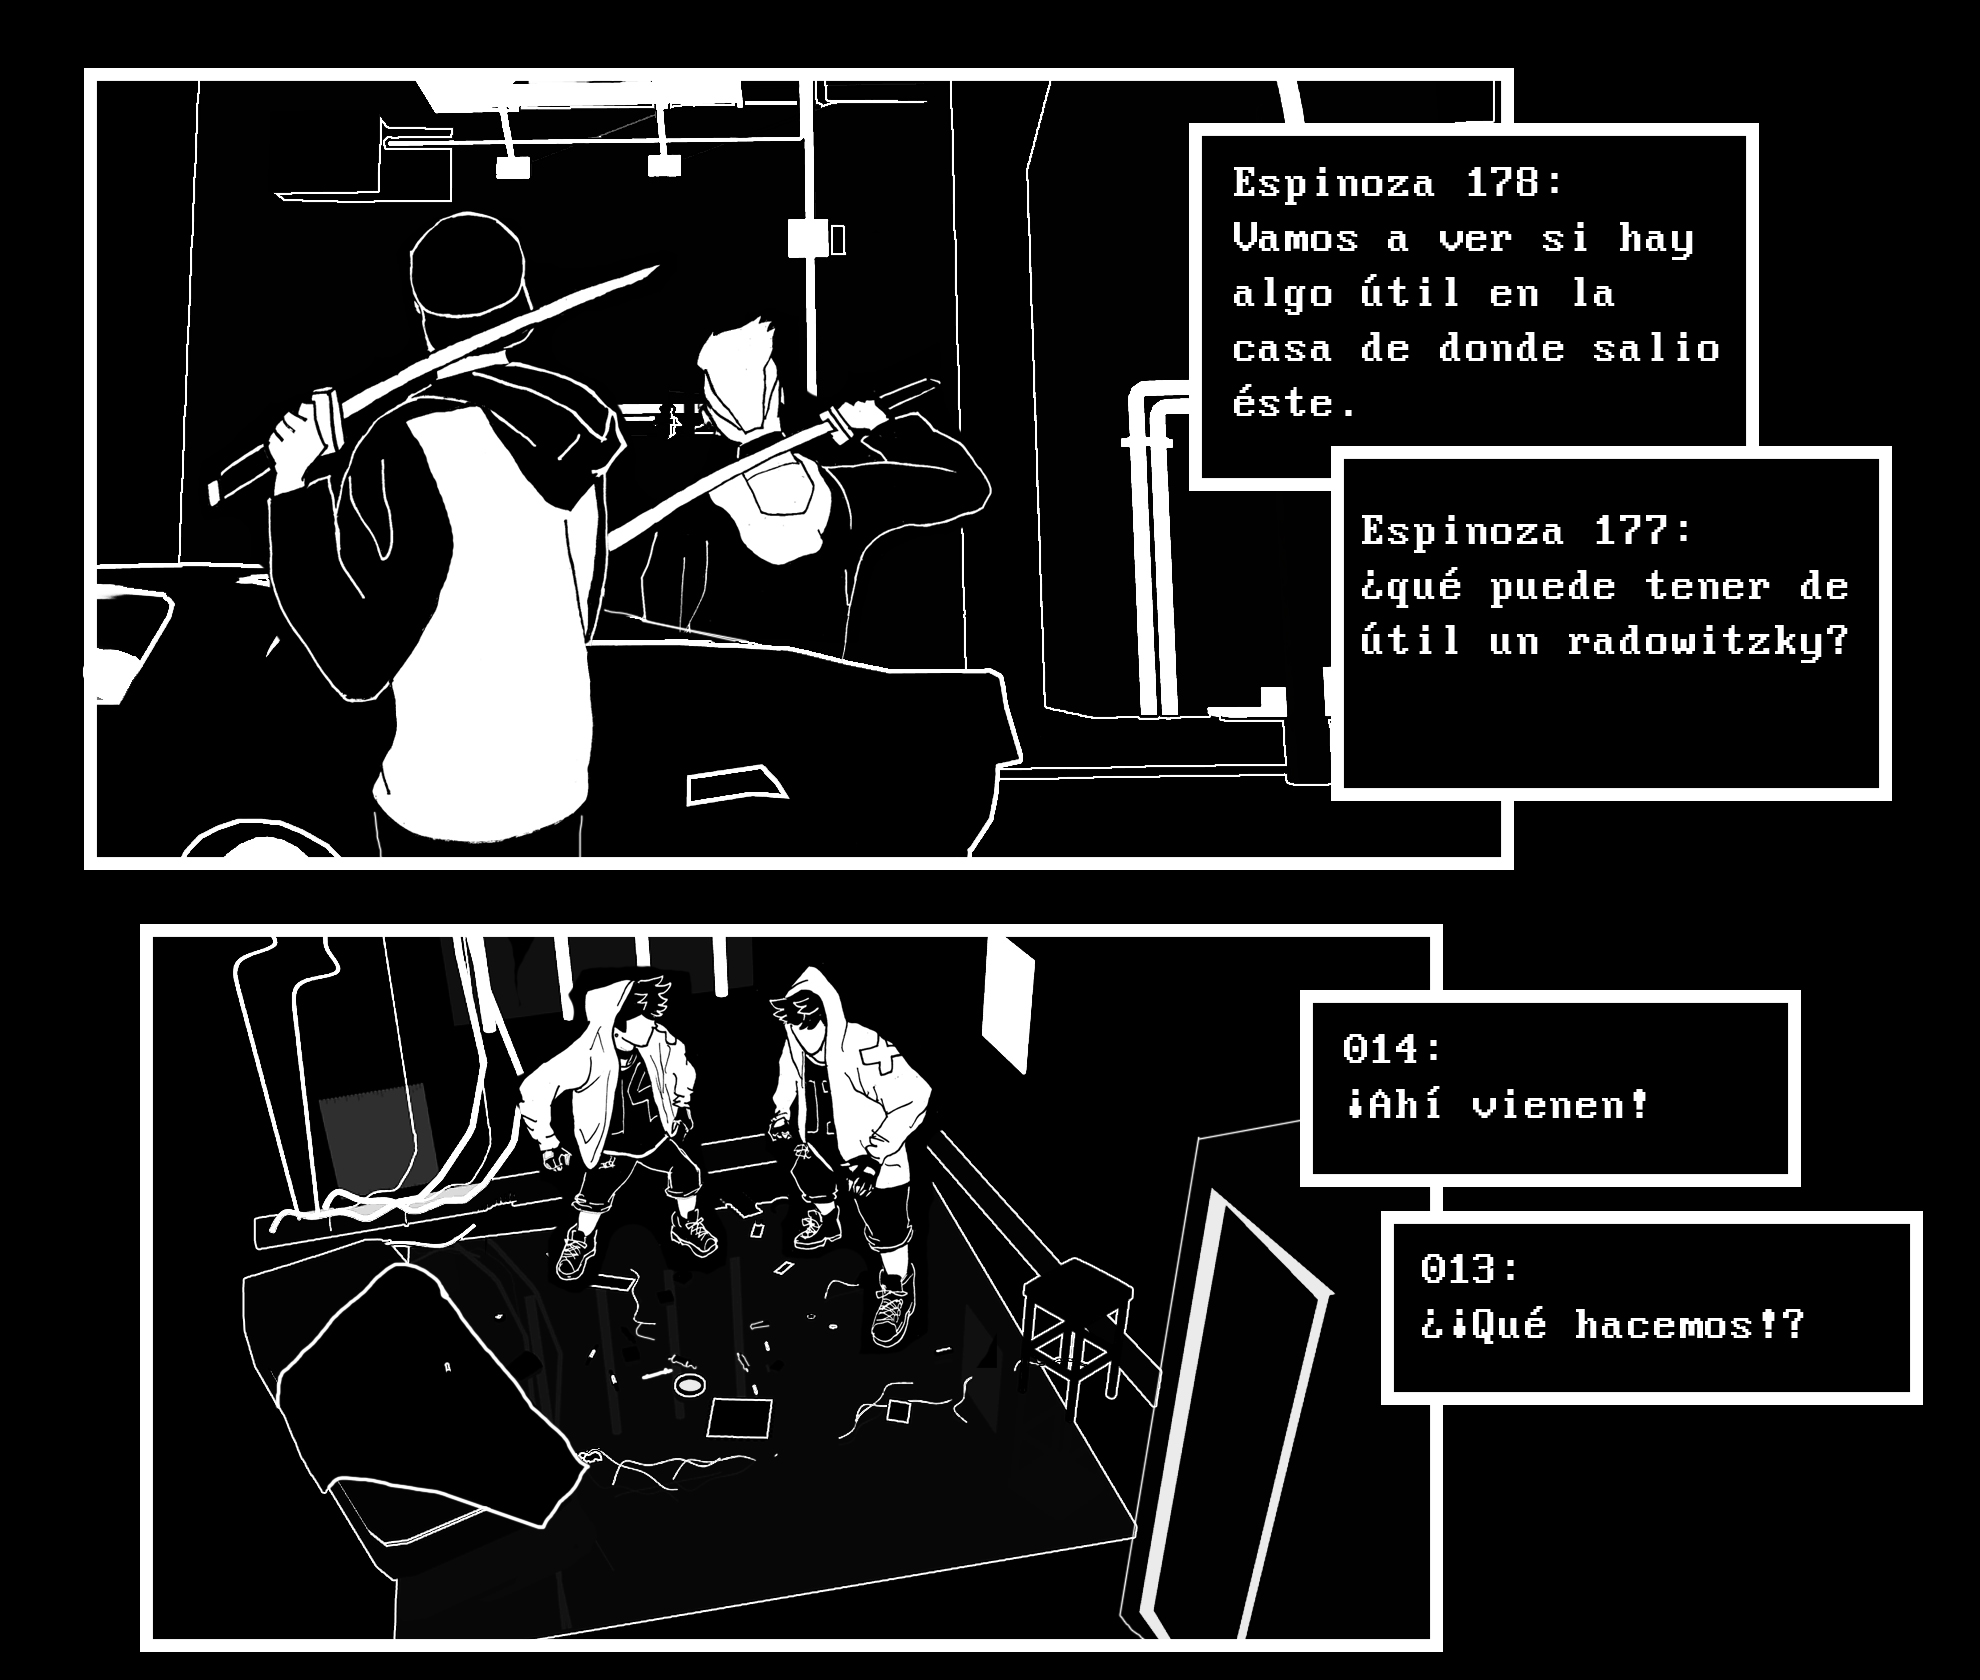 Espinoza 178:
Vamos a ver si hay
algo útil en la
casa de donde salio
éste.
Espinoza 177:
¿qué puede tener de
útil un radowitzky?
014:
¡Ahí vienen!
013:
¿¡Qué hacemos!?